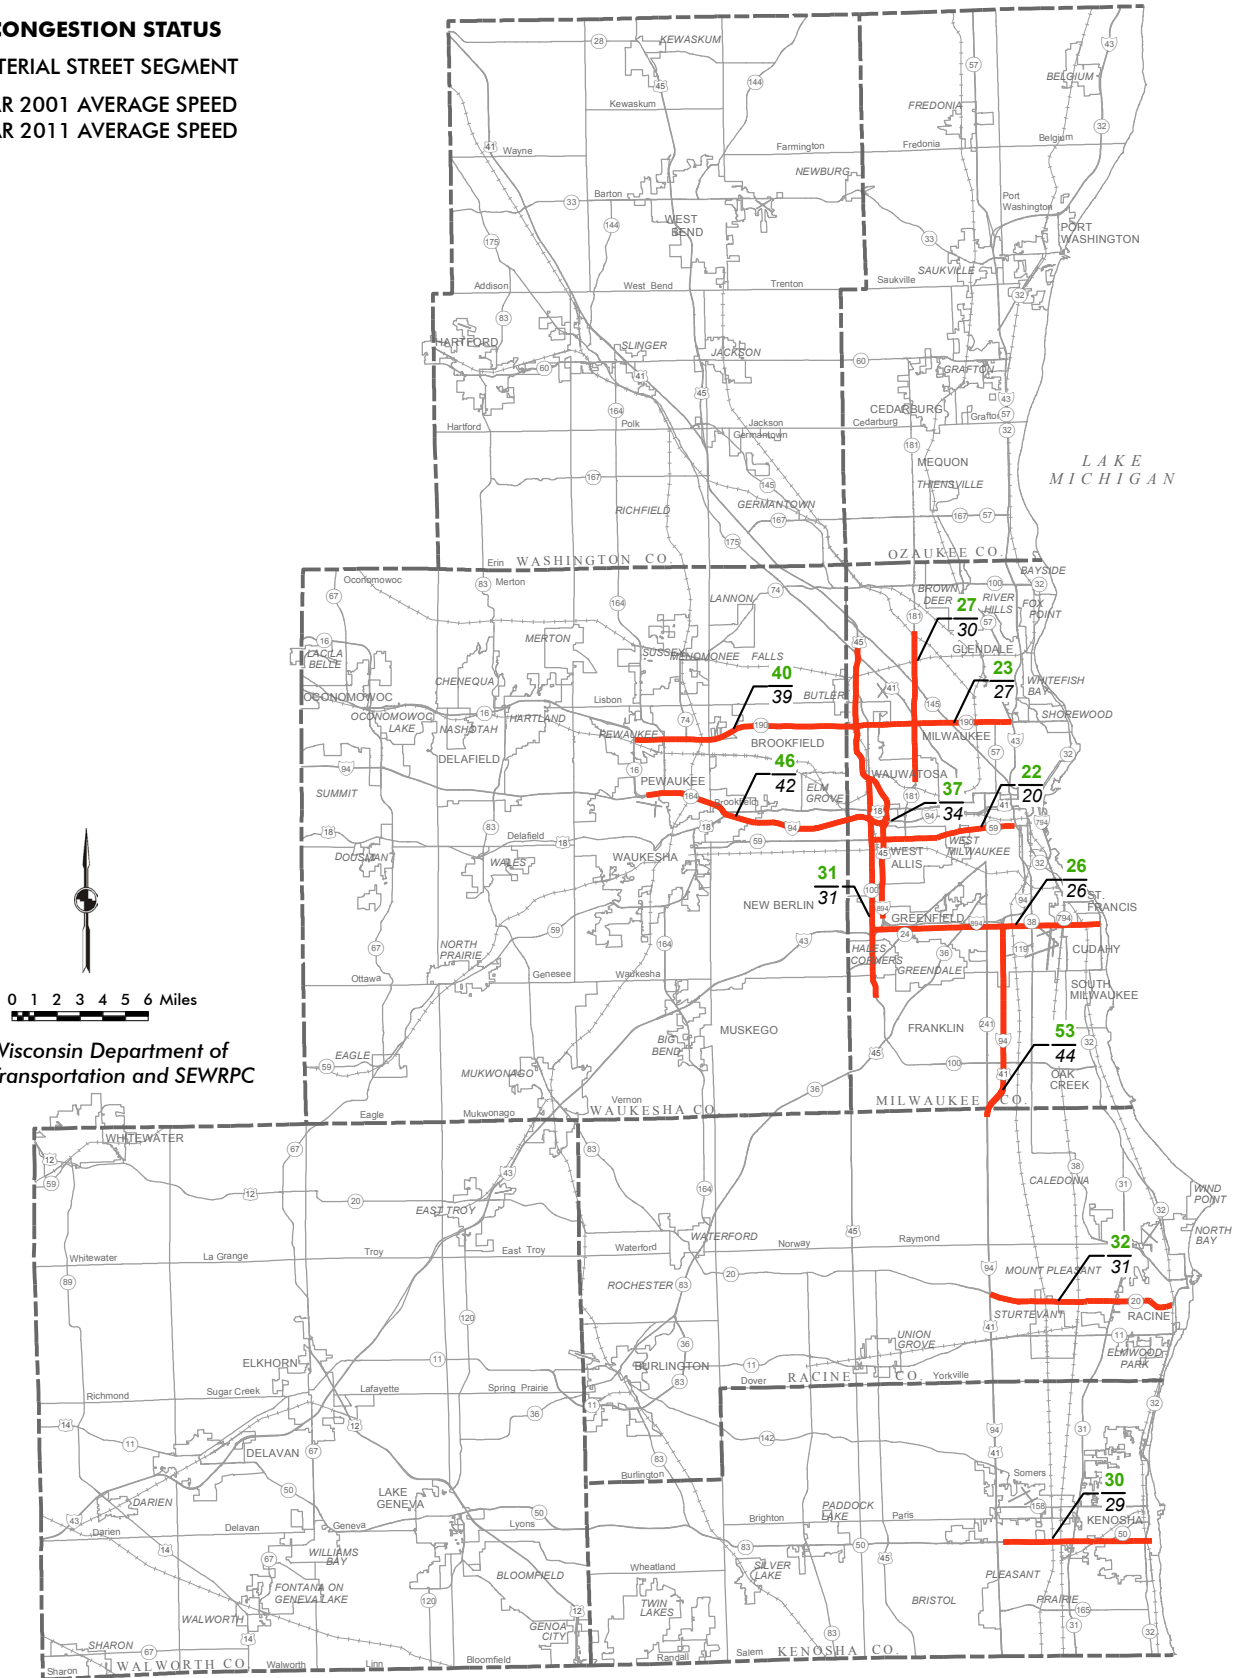 CONGESTION STATUS
TERIAL STREET SEGMENT
AR 2001 AVERAGE SPEED
AR 2011 AVERAGE SPEED
KEWASKUM
BELGIUM
Kewaskum
FREDONIA
Wayne
Farmington
Fredonia
Belgium
NEWBURG
Barton
Port
Washington
WEST
BEND
PORT
WASHINGTON
SAUKVILLE
Addison
West Bend
Trenton
Saukville
HARTFORD
SLINGER
JACKSON
GRAFTON
CEDARBURG
Grafton
Hartford
Polk
Jackson
Germantown
Cedarburg
LAKE
MICHIGAN
MEQUON
THIENSVILLE
RICHFIELD
GERMANTOWN
Erin
WASHINGTON CO.
OZAUKEE CO.
Oconomowoc
Merton
BAYSIDE
BROWN
DEER
RIVER
HILLS
FOX
POINT
27
30
LANNON
MERTON
SUSSEX
MENOMONEE FALLS
LAC LA
BELLE
GLENDALE
WHITEFISH
BAY
CHENEQUA
40
39
BUTLER
23
27
OCONOMOWOC
Lisbon
OCONOMOWOC
LAKE
NASHOTAH
HARTLAND
PEWAUKEE
SHOREWOOD
MILWAUKEE
BROOKFIELD
DELAFIELD
46
42
PEWAUKEE
WAUWATOSA
22
20
SUMMIT
Brookfield
ELM
GROVE
37
34
Delafield
DOUSMAN
WALES
WAUKESHA
WEST
ALLIS
WEST
MILWAUKEE
31
31
NEW BERLIN
26
26
ST.
FRANCIS
GREENFIELD
NORTH
PRAIRIE
HALES
CORNERS
GREENDALE
CUDAHY
Ottawa
Genesee
Waukesha
SOUTH
MILWAUKEE
0 1 2 3 4 5 6 Miles
MUSKEGO
FRANKLIN
53
44
Wisconsin Department of
Transportation and SEWRPC
EAGLE
BIG
BEND
MUKWONAGO
OAK
CREEK
Eagle
Mukwonago
Vernon
WAUKESHA CO.
MILWAUKEE CO.
WHITEWATER
CALEDONIA
WIND
POINT
EAST TROY
NORTH
BAY
Whitewater
La Grange
Troy
East Troy
Waterford
WATERFORD
Norway
Raymond
32
31
MOUNT PLEASANT
ROCHESTER
STURTEVANT
RACINE
UNION
GROVE
ELMWOOD
PARK
ELKHORN
BURLINGTON
Dover
RACINE CO.
Yorkville
Richmond
Sugar Creek
Lafayette
Spring Prairie
DELAVAN
Burlington
Somers
30
29
LAKE
GENEVA
DARIEN
PADDOCK
LAKE
KENOSHA
Darien
Delavan
Geneva
Lyons
Brighton
Paris
WILLIAMS
BAY
BLOOMFIELD
Wheatland
SILVER
LAKE
PLEASANT
PRAIRIE
FONTANA ON
GENEVA LAKE
TWIN
LAKES
BRISTOL
WALWORTH
GENOA
CITY
SHARON
Sharon
WALWORTH CO.
Walworth
Linn
Bloomfield
Randall
Salem
KENOSHA CO.